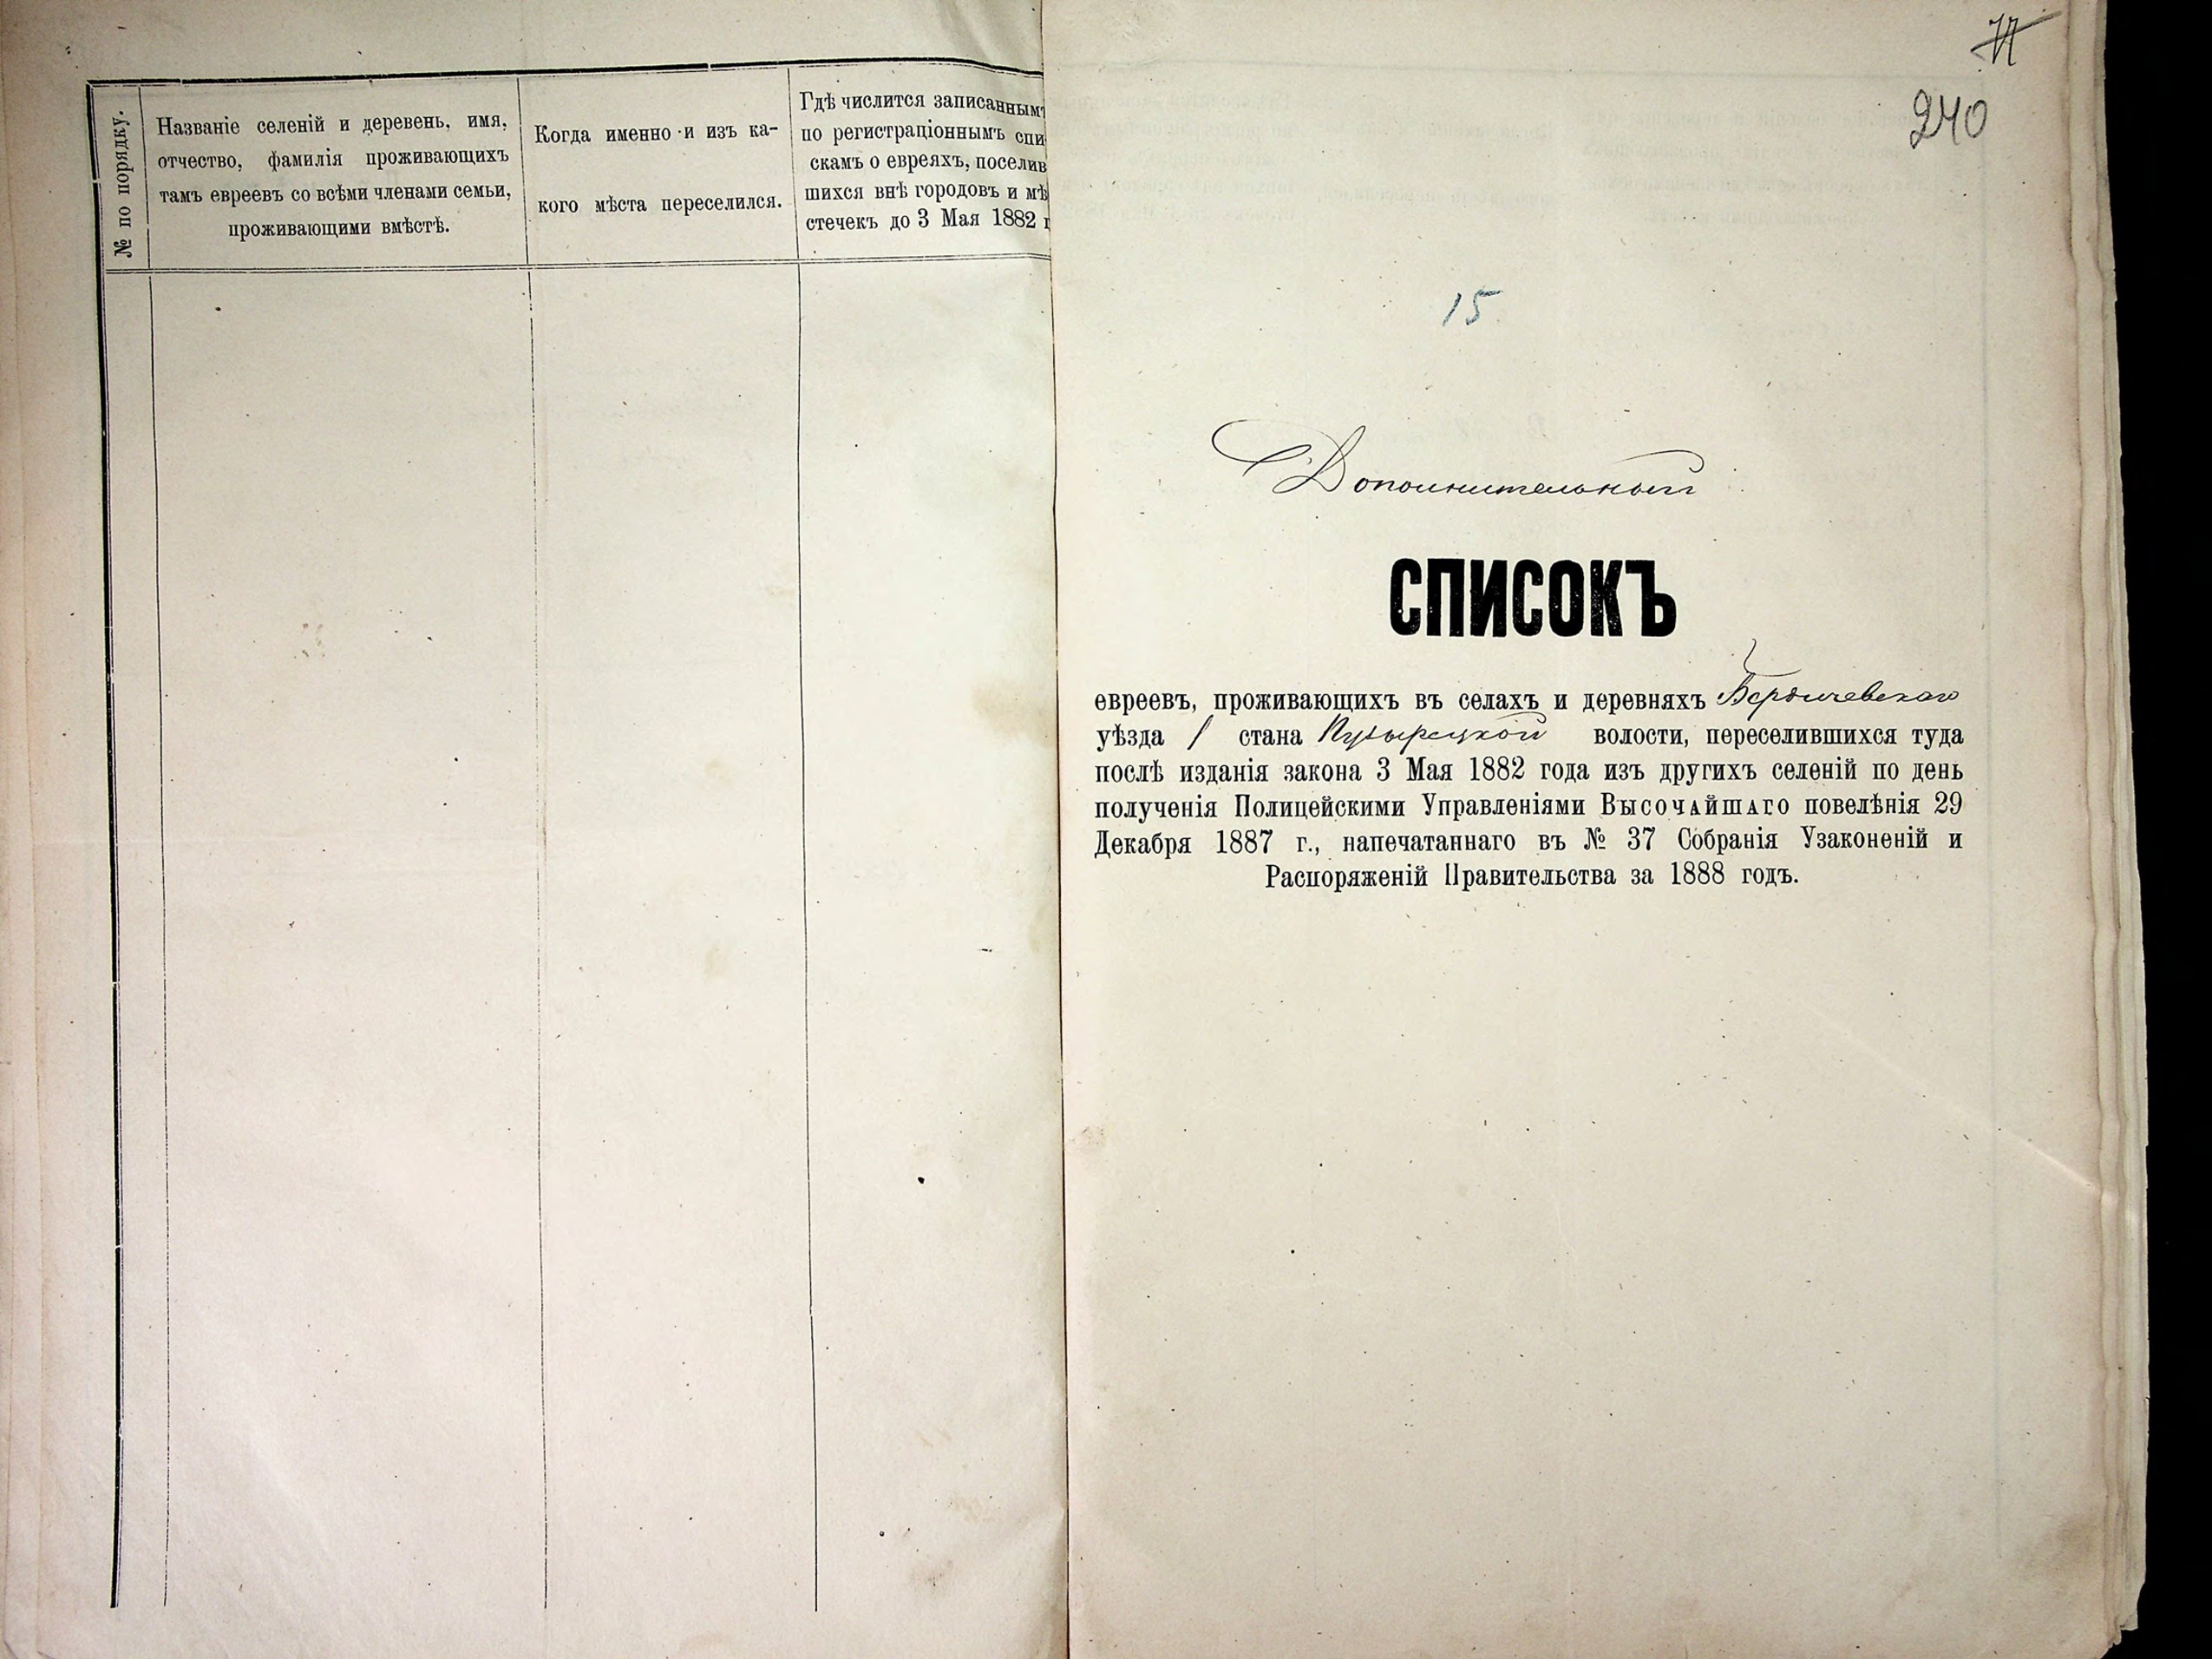 № по порядку.
Названіе селеній и деревень, имя,
отчество, фамилія проживающихъ
тамъ евреевъ со всѣми членами семьи,
проживающими вмѣстѣ.
Когда именно и изъ ка-
кого мѣста переселился.
Гдѣ числится записаннымъ
по регистраціоннымъ спи-
скамъ о евреяхъ, поселив
шихся внѣ городовъ и мѣ
стечекъ до 3 Мая 1882 г
240
15
Дополнительный
СПИСОКЪ
евреевъ, проживающихъ въ селахъ и деревняхъ Бердичевскаго
уѣзда 1 стана Пузырецкой волости, переселившихся туда
послѣ изданія закона 3 Мая 1882 года изъ другихъ селеній по день
полученія Полицейскими Управленіями Высочайшаго повелѣнія 29
Декабря 1887 г., напечатаннаго въ № 37 Собранія Узаконеній и
Распоряженій Правительства за 1888 годъ.